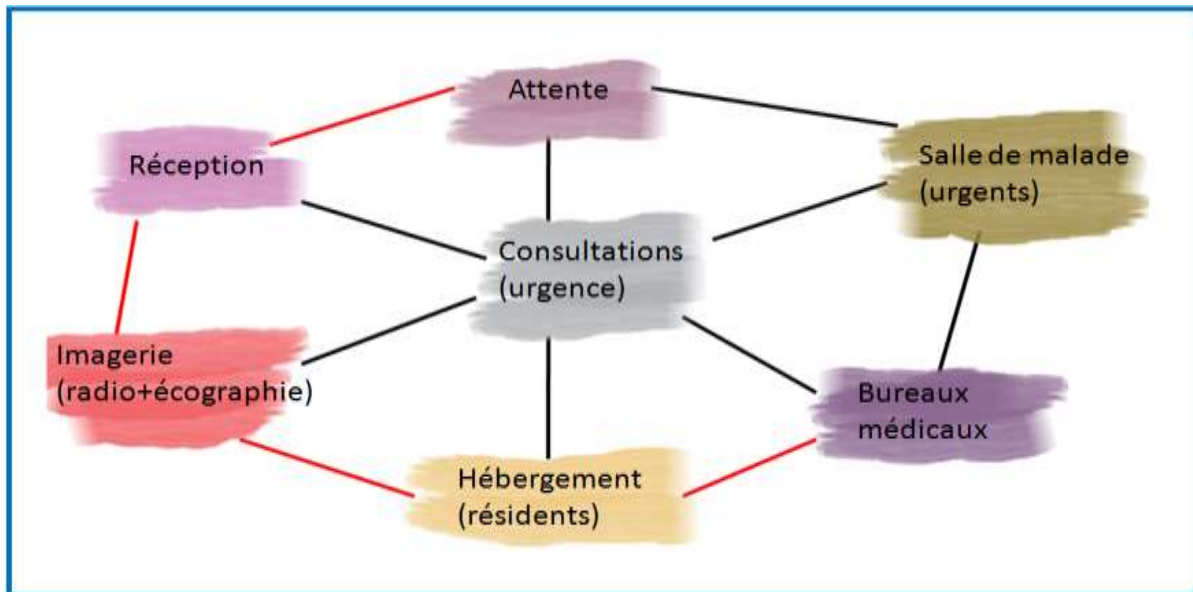 Attente
Réception
Salle de malade
(urgents)
Consultations
(urgence)
Imagerie
(radio+écographie)
Bureaux
médicaux
Hébergement
(résidents)